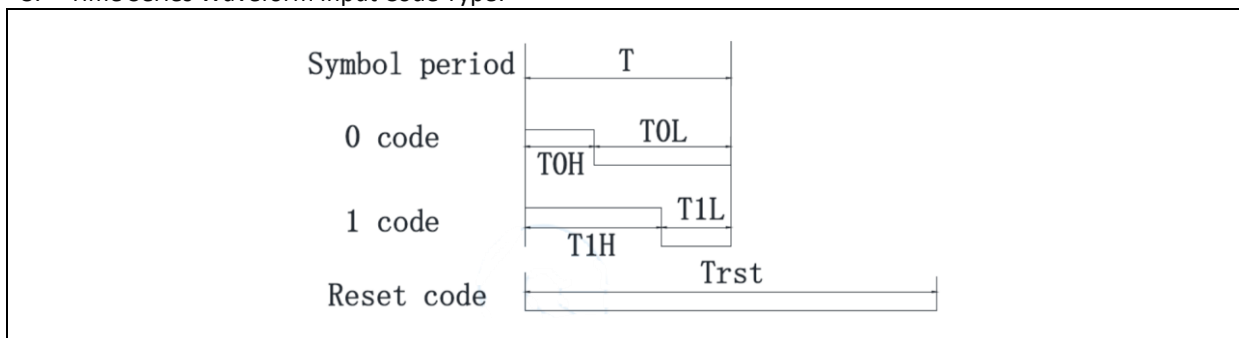 Symbol period T
0 code T0H T0L
1 code T1H T1L
Reset code Trst